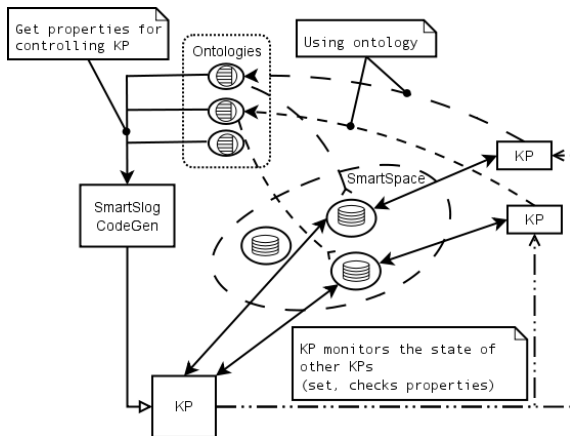 Get properties for
controlling KP
Ontologies
Using ontology
KP
SmartSpace
SmartSlog
CodeGen
KP
KP monitors the state of
other KPs
(set, checks properties)
KP